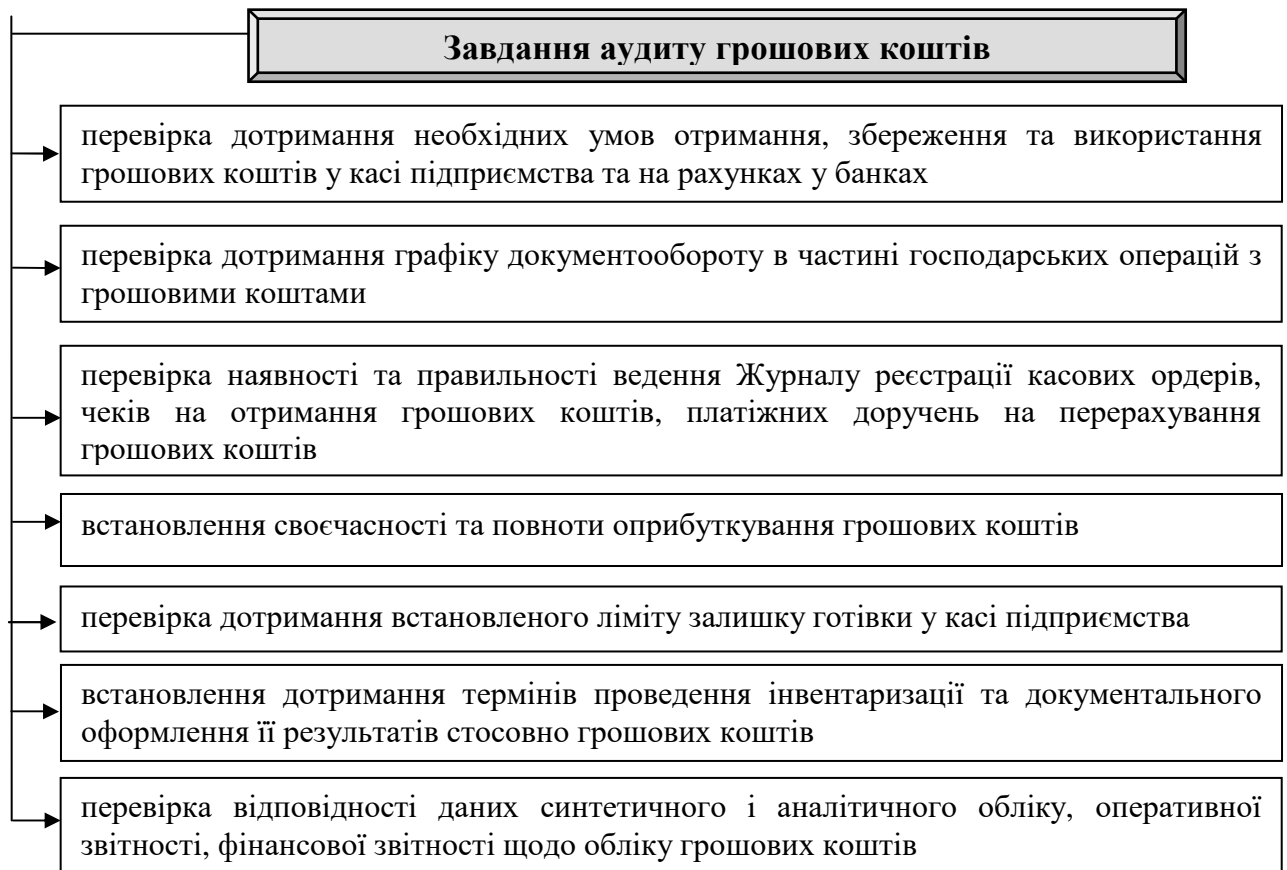 Завдання аудиту грошових коштів
перевірка дотримання необхідних умов отримання, збереження та використання
грошових коштів у касі підприємства та на рахунках у банках
перевірка дотримання графіку документообороту в частині господарських операцій з
грошовими коштами
перевірка наявності та правильності ведення Журналу реєстрації касових ордерів,
чеків на отримання грошових коштів, платіжних доручень на перерахування
грошових коштів
встановлення своєчасності та повноти оприбуткування грошових коштів
перевірка дотримання встановленого ліміту залишку готівки у касі підприємства
встановлення дотримання термінів проведення інвентаризації та документального
оформлення її результатів стосовно грошових коштів
перевірка відповідності даних синтетичного і аналітичного обліку, оперативної
звітності, фінансової звітності щодо обліку грошових коштів